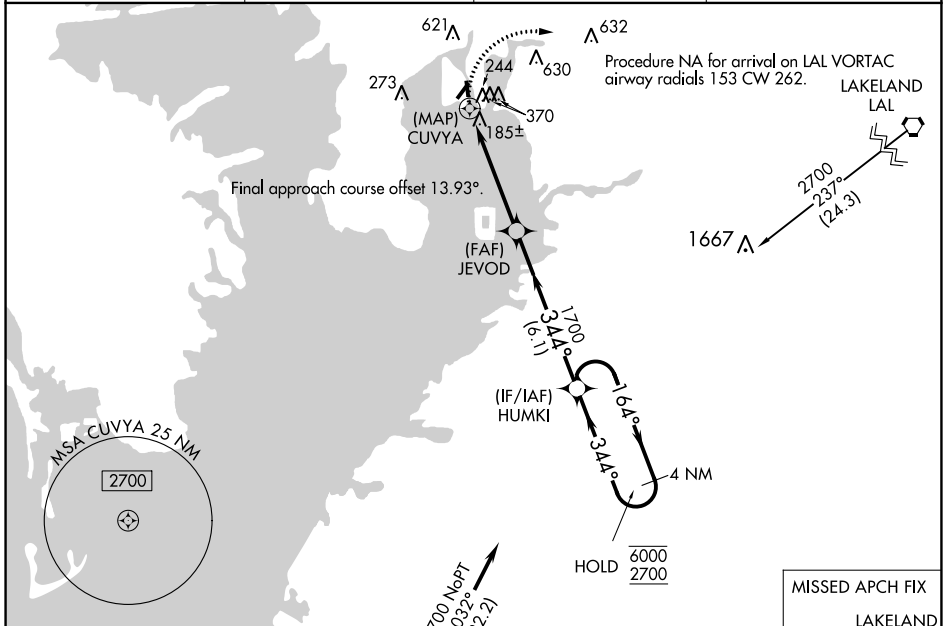 621
632
630
244
273
370
(MAP)
CUVYA
185±
Procedure NA for arrival on LAL VORTAC
airway radials 153 CW 262.
LAKELAND
LAL
2700
237°
(24.3)
1667
Final approach course offset 13.93°.
(FAF)
JEVOD
1700
344°
(6.1)
(IF/IAF)
HUMKI
164°
344°
4 NM
HOLD
6000
2700
MSA CUVYA 25 NM
2700
700 NoPT
032°
2.2)
MISSED APCH FIX
LAKELAND